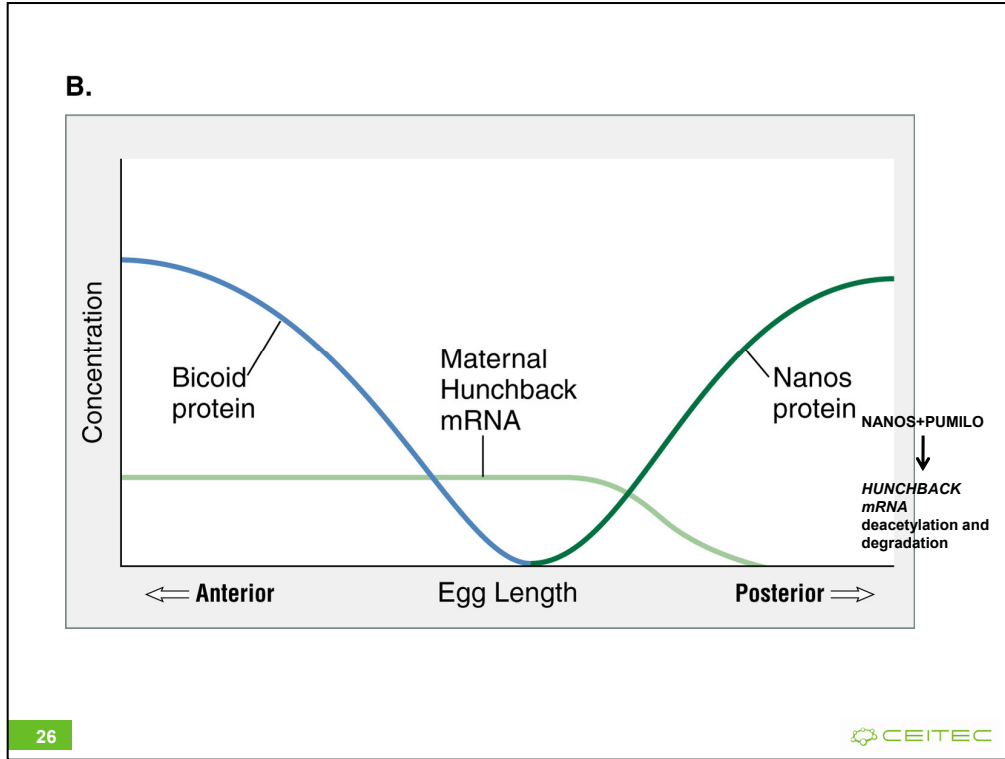 B.
Concentration
Bicoid
protein
Maternal
Hunchback
mRNA
Nanos
protein
NANOS+PUMILO
HUNCHBACK
mRNA
deacetylation and
degradation
Anterior
Egg Length
Posterior
26
CEITEC